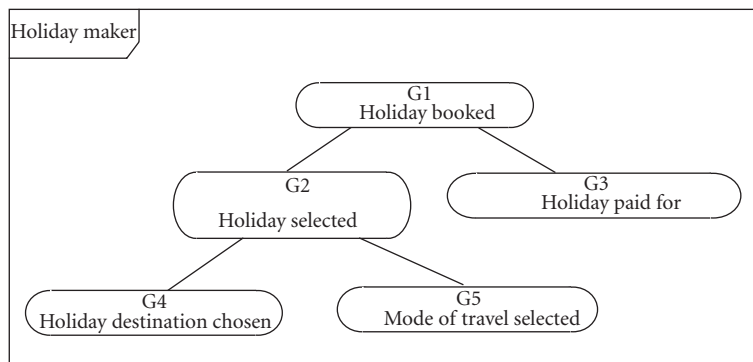 Holiday maker
G1
Holiday booked
G2
Holiday selected
G3
Holiday paid for
G4
Holiday destination chosen
G5
Mode of travel selected